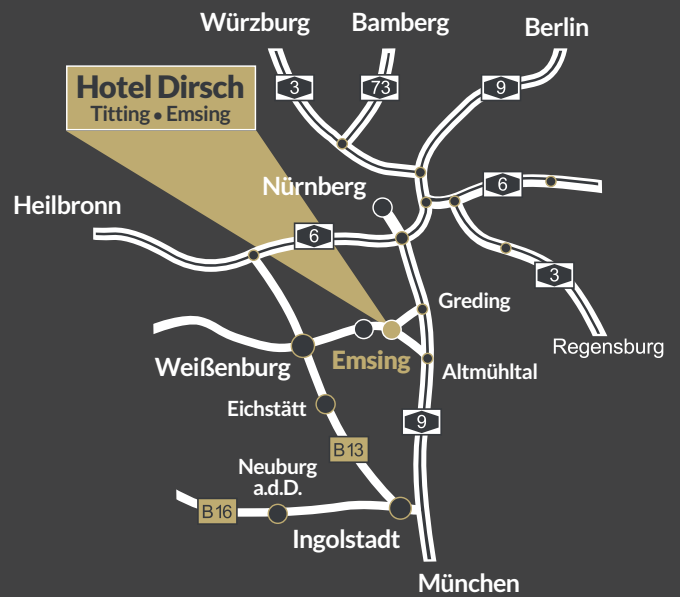 Würzburg
Bamberg
Berlin
Hotel Dirsch
Titting • Emsing
3
73
9
Nürnberg
6
Heilbronn
6
3
Greding
Regensburg
Weißenburg
Emsing
Altmühltal
Eichstätt
9
B13
Neuburg
a.d.D.
B16
Ingolstadt
München